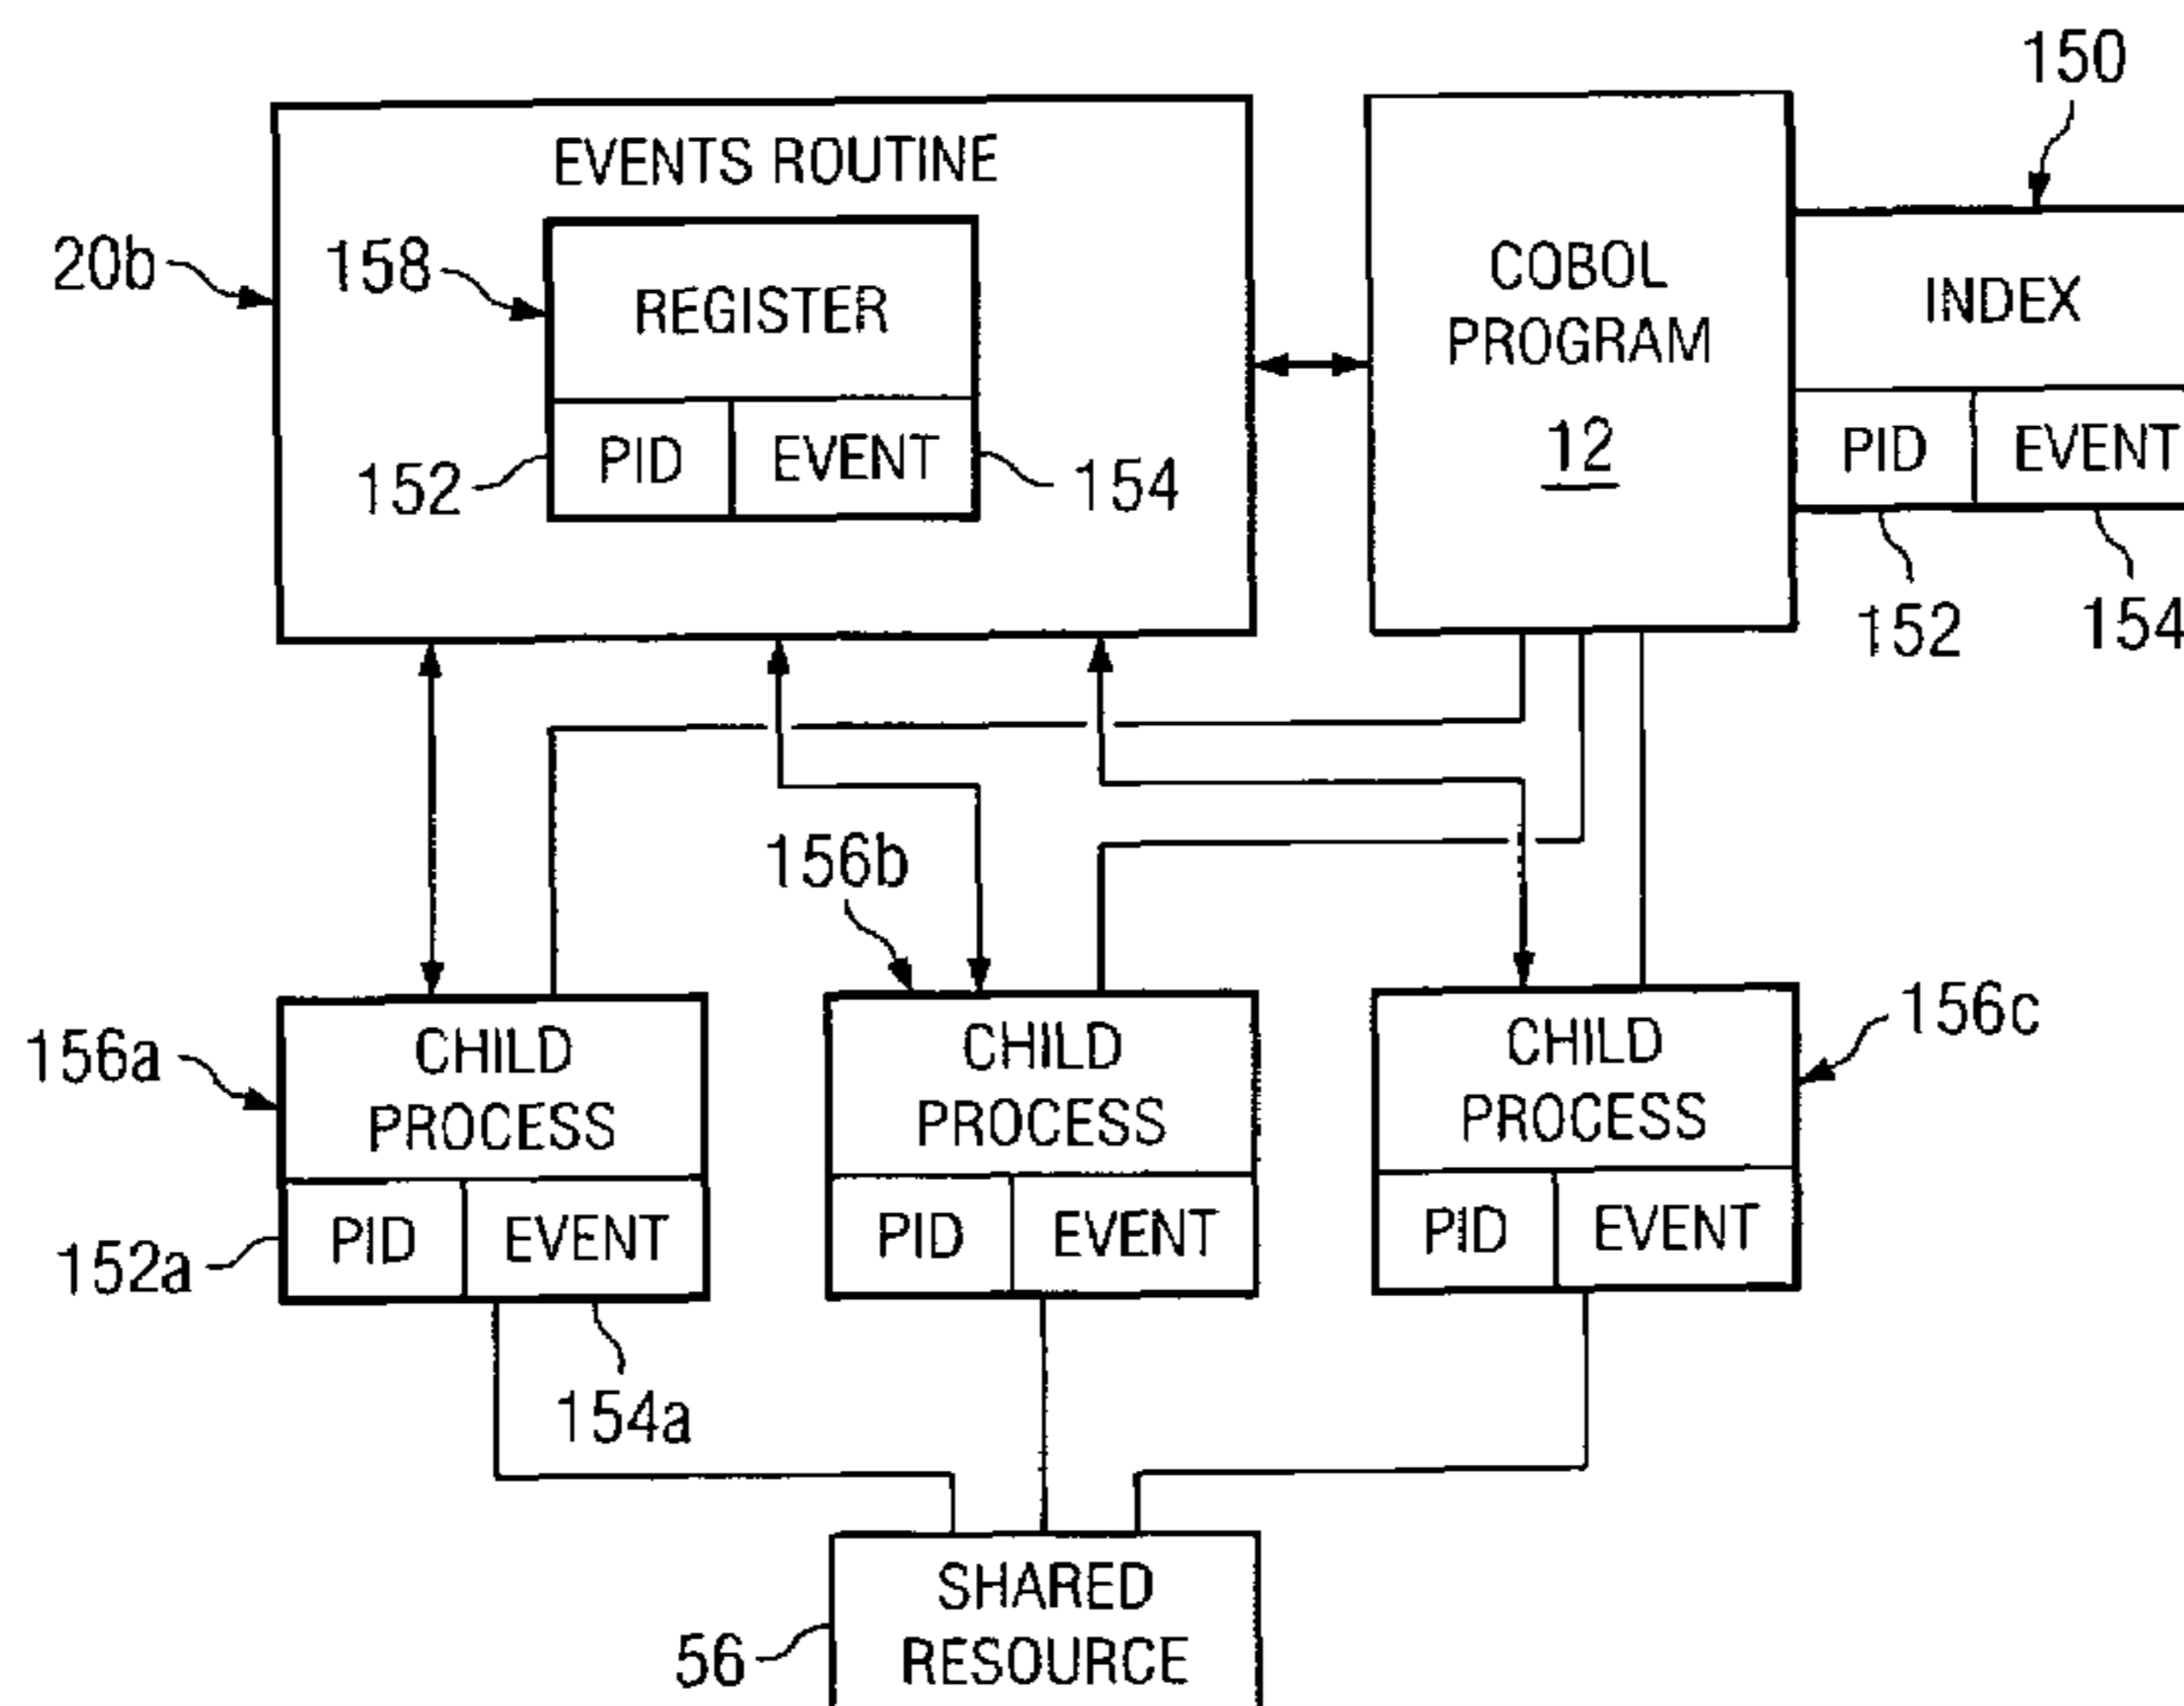 150
EVENTS ROUTINE
20b
158
REGISTER
COBOL
PROGRAM
12
INDEX
PID
EVENT
152
154
PID
EVENT
152
154
156b
156a
CHILD
PROCESS
CHILD
PROCESS
CHILD
PROCESS
156c
152a
PID
EVENT
PID
EVENT
PID
EVENT
154a
SHARED
RESOURCE
56